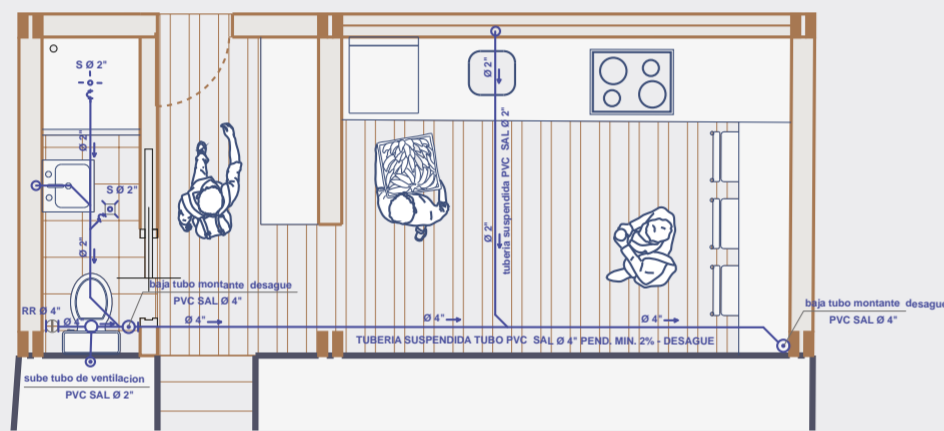 S Ø 2"
Ø 2"
Ø 2"
tuberia suspendida PVC SAL Ø 2"
S Ø 2"
Ø 2"
Ø 2"
baja tubo montante desague
PVC SAL Ø 4"
RR Ø 4"
Ø 4"
Ø 4"
Ø 4"
Ø 4"
baja tubo montante desague
PVC SAL Ø 4"
TUBERIA SUSPENDIDA TUBO PVC SAL Ø 4" PEND. MIN. 2% - DESAGUE
sube tubo de ventilacion
PVC SAL Ø 2"